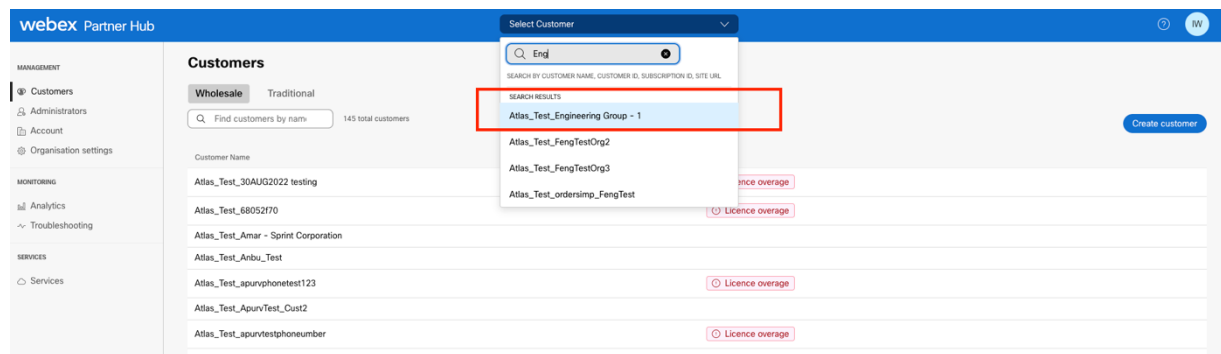 webex Partner Hub
Select Customer
IW
Eng
SEARCH BY CUSTOMER NAME, CUSTOMER ID, SUBSCRIPTION ID, SITE URL
SEARCH RESULTS
Atlas_Test_Engineering Group - 1
Atlas_Test_FengTestOrg2
Atlas_Test_FengTestOrg3
Atlas_Test_ordersimp_FengTest
MANAGEMENT
Customers
Administrators
Account
Organisation settings
MONITORING
Analytics
Troubleshooting
SERVICES
Services
Customers
Wholesale Traditional
Find customers by nam 145 total customers
Create customer
Customer Name
Atlas_Test_30AUG2022 testing ence overage
Atlas_Test_68052f70 Licence overage
Atlas_Test_Amar - Sprint Corporation
Atlas_Test_Anbu_Test
Atlas_Test_apurvphonetest123 Licence overage
Atlas_Test_ApurvTest_Cust2
Atlas_Test_apurvtestphoneumber Licence overage